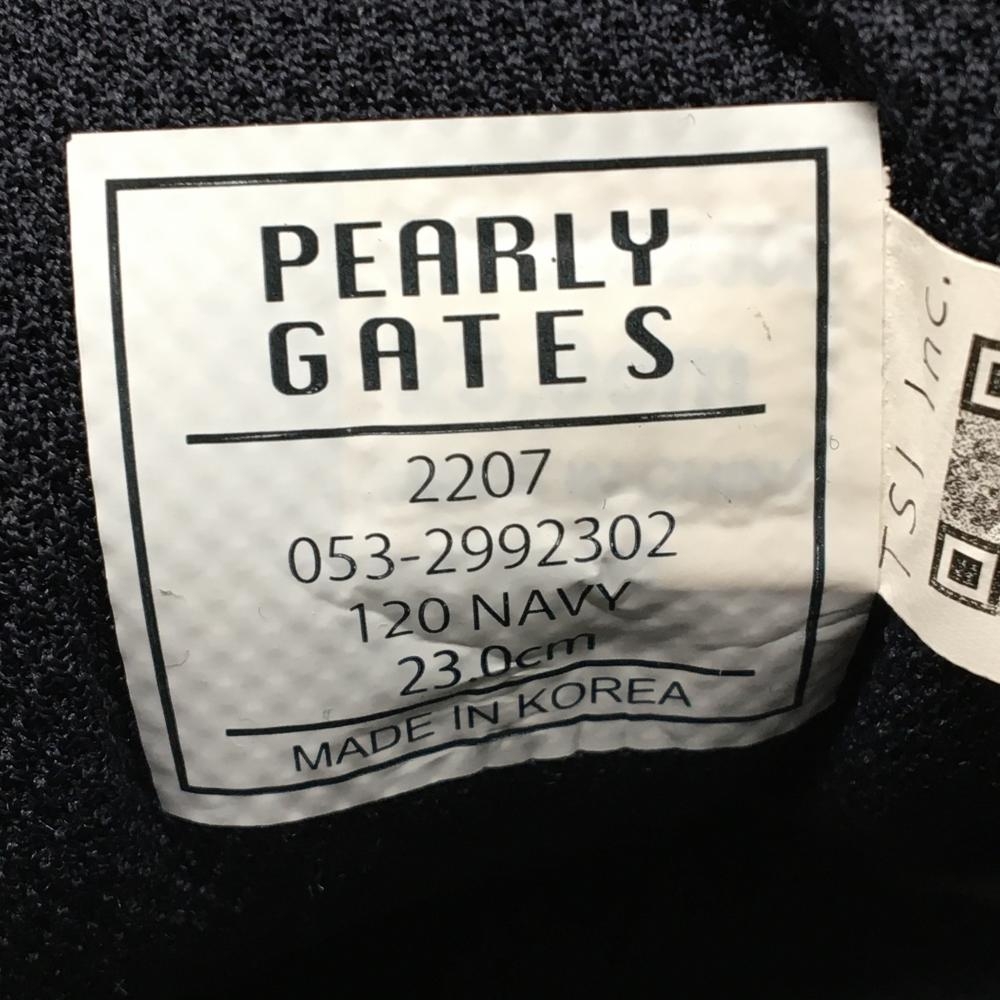 PEARLY
GATES
2207
053-2992302
120 NAVY
23.0cm
MADE IN KOREA
TSI Inc.